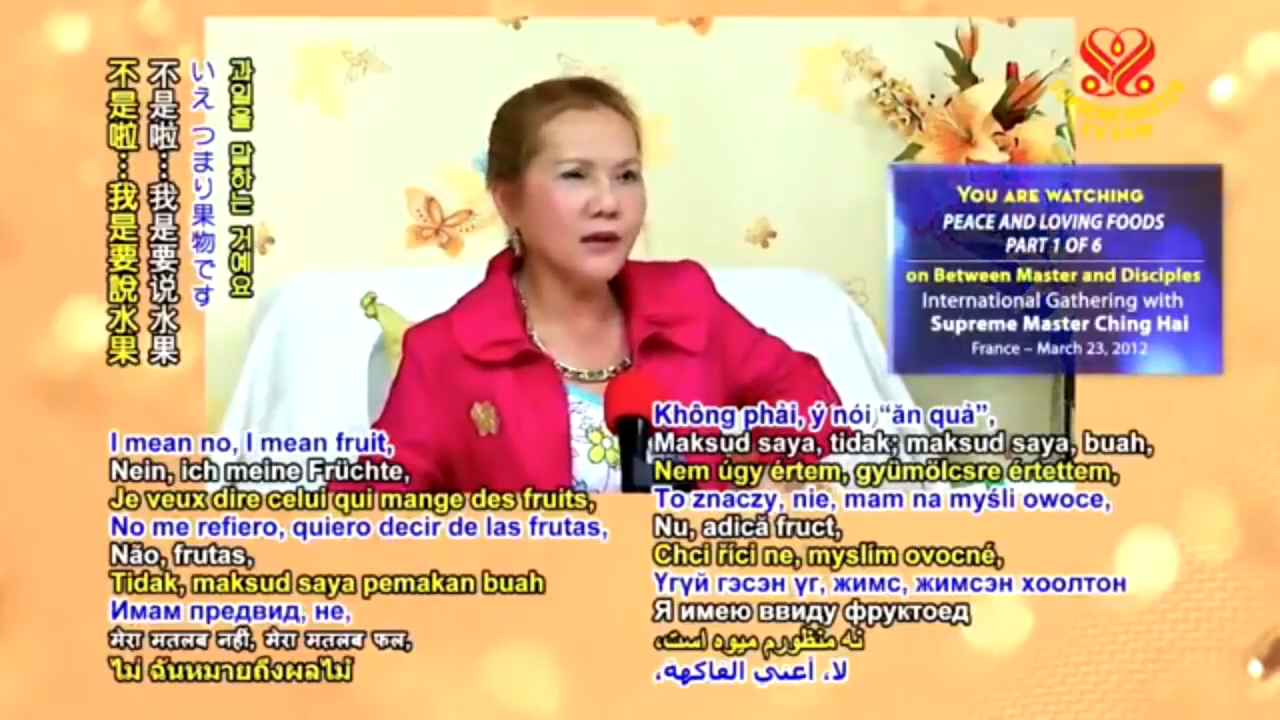 不是啦…我是要說水果
不是啦…我是要说水果
いえ つまり果物です
과일을 말하는 거예요
YOU ARE WATCHING
PEACE AND LOVING FOODS
PART 1 OF 6
on Between Master and Disciples
International Gathering with
Supreme Master Ching Hai
France – March 23, 2012
I mean no, I mean fruit,
Nein, ich meine Früchte,
Je veux dire celui qui mange des fruits,
No me refiero, quiero decir de las frutas,
Não, frutas,
Tidak, maksud saya pemakan buah
Имам предвид, не,
मेरा मतलब नहीं, मेरा मतलब फल,
ไม่ ฉันหมายถึงผลไม้
Không phải, ý nói “ăn quả”,
Maksud saya, tidak; maksud saya, buah,
Nem úgy értem, gyümölcsre értettem,
To znaczy, nie, mam na myśli owoce,
Nu, adică fruct,
Chci říci ne, myslím ovocné,
Үгүй гэсэн үг, жимс, жимсэн хоолтон
Я имею ввиду фруктоед
نه منظورم میوه است،
لا، أعني الفاكهة،